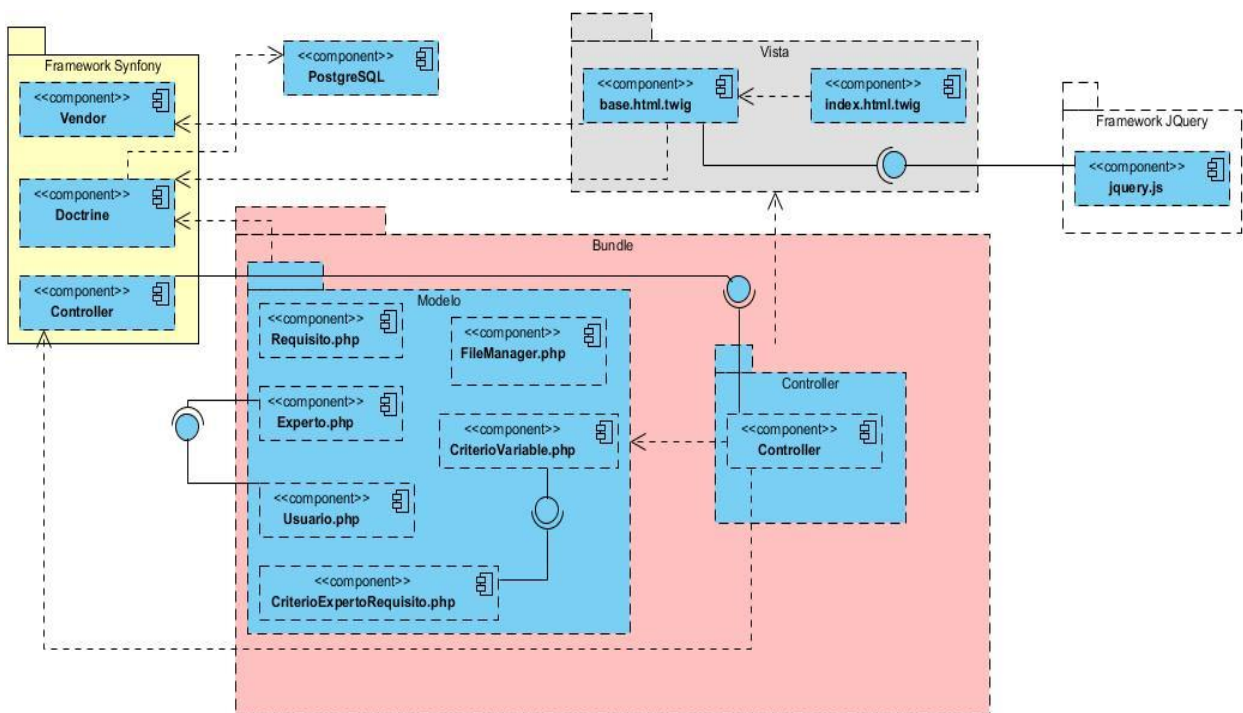 Framework Synfony
<<component>>
Vendor
<<component>>
Doctrine
<<component>>
Controller
<<component>>
PostgreSQL
Vista
<<component>>
base.html.twig
<<component>>
index.html.twig
Framework JQuery
<<component>>
jquery.js
Bundle
Modelo
<<component>>
Requisito.php
<<component>>
FileManager.php
<<component>>
Experto.php
<<component>>
CriterioVariable.php
<<component>>
Usuario.php
<<component>>
CriterioExpertoRequisito.php
Controller
<<component>>
Controller